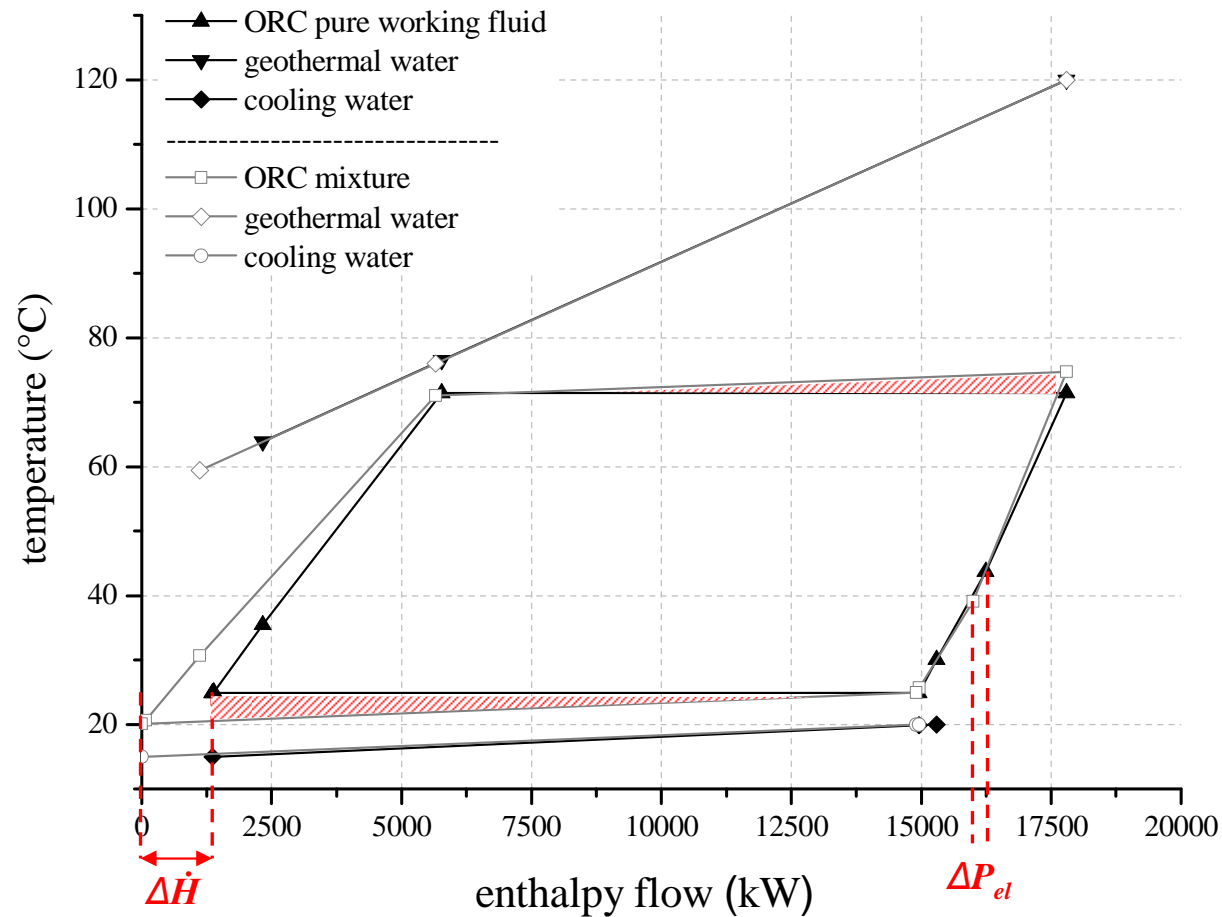 ORC pure working fluid
geothermal water
cooling water
ORC mixture
geothermal water
cooling water
120
100
80
60
40
20
temperature (°C)
0 2500 5000 7500 10000 12500 15000 17500 20000
ΔḢ
enthalpy flow (kW)
ΔP_el